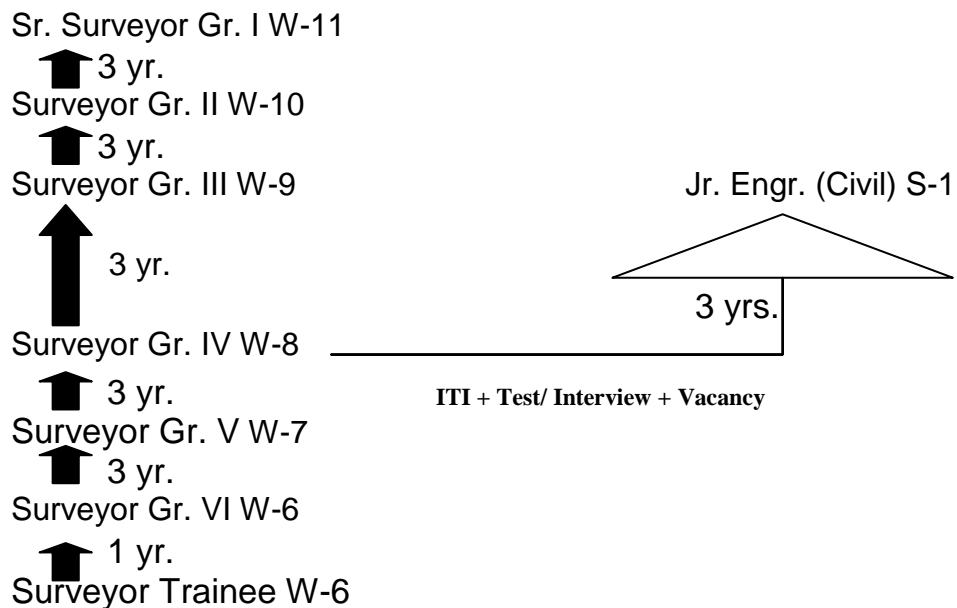 Sr. Surveyor Gr. I W-11
3 yr.
Surveyor Gr. II W-10
3 yr.
Surveyor Gr. III W-9
Jr. Engr. (Civil) S-1
3 yr.
3 yrs.
Surveyor Gr. IV W-8
3 yr.
ITI + Test/ Interview + Vacancy
Surveyor Gr. V W-7
3 yr.
Surveyor Gr. VI W-6
1 yr.
Surveyor Trainee W-6